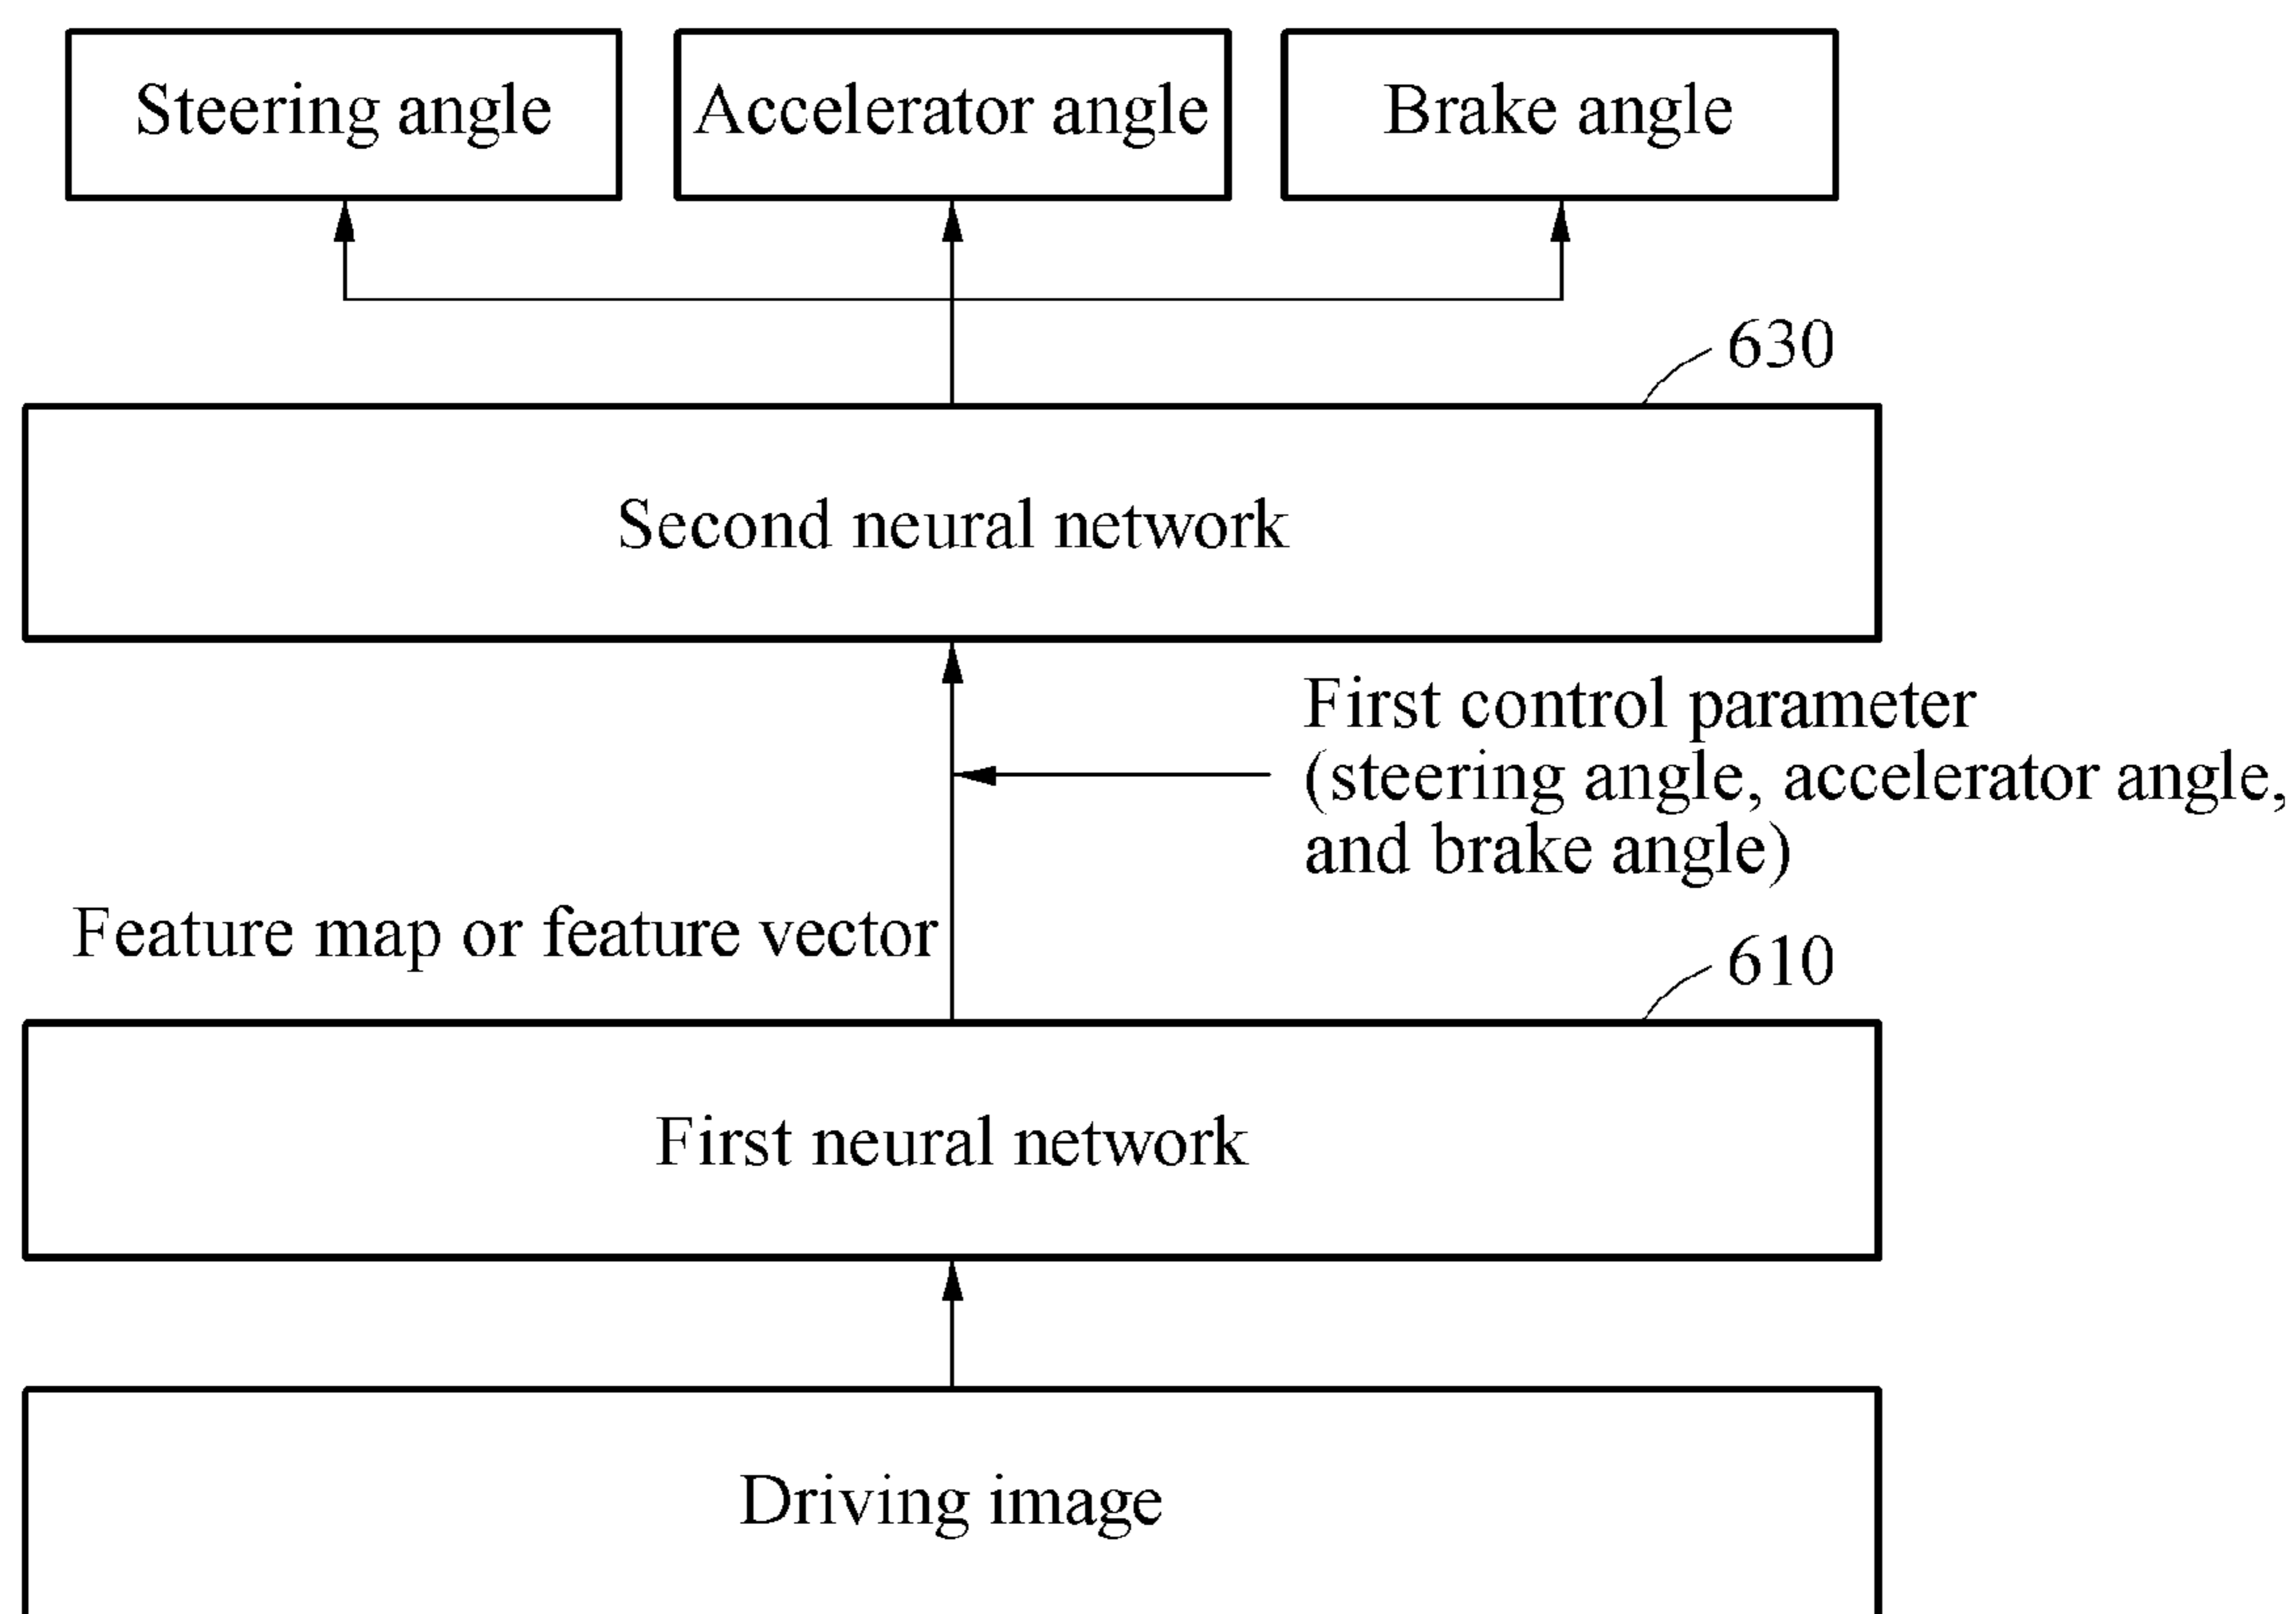 Steering angle
Accelerator angle
Brake angle
630
Second neural network
First control parameter
(steering angle, accelerator angle,
and brake angle)
Feature map or feature vector
610
First neural network
Driving image